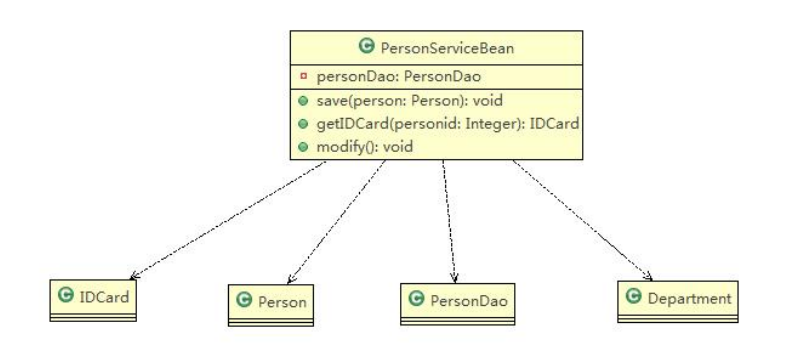 PersonServiceBean
personDao: PersonDao
save(person: Person): void
getIDCard(personid: Integer): IDCard
modify(): void
IDCard
Person
PersonDao
Department